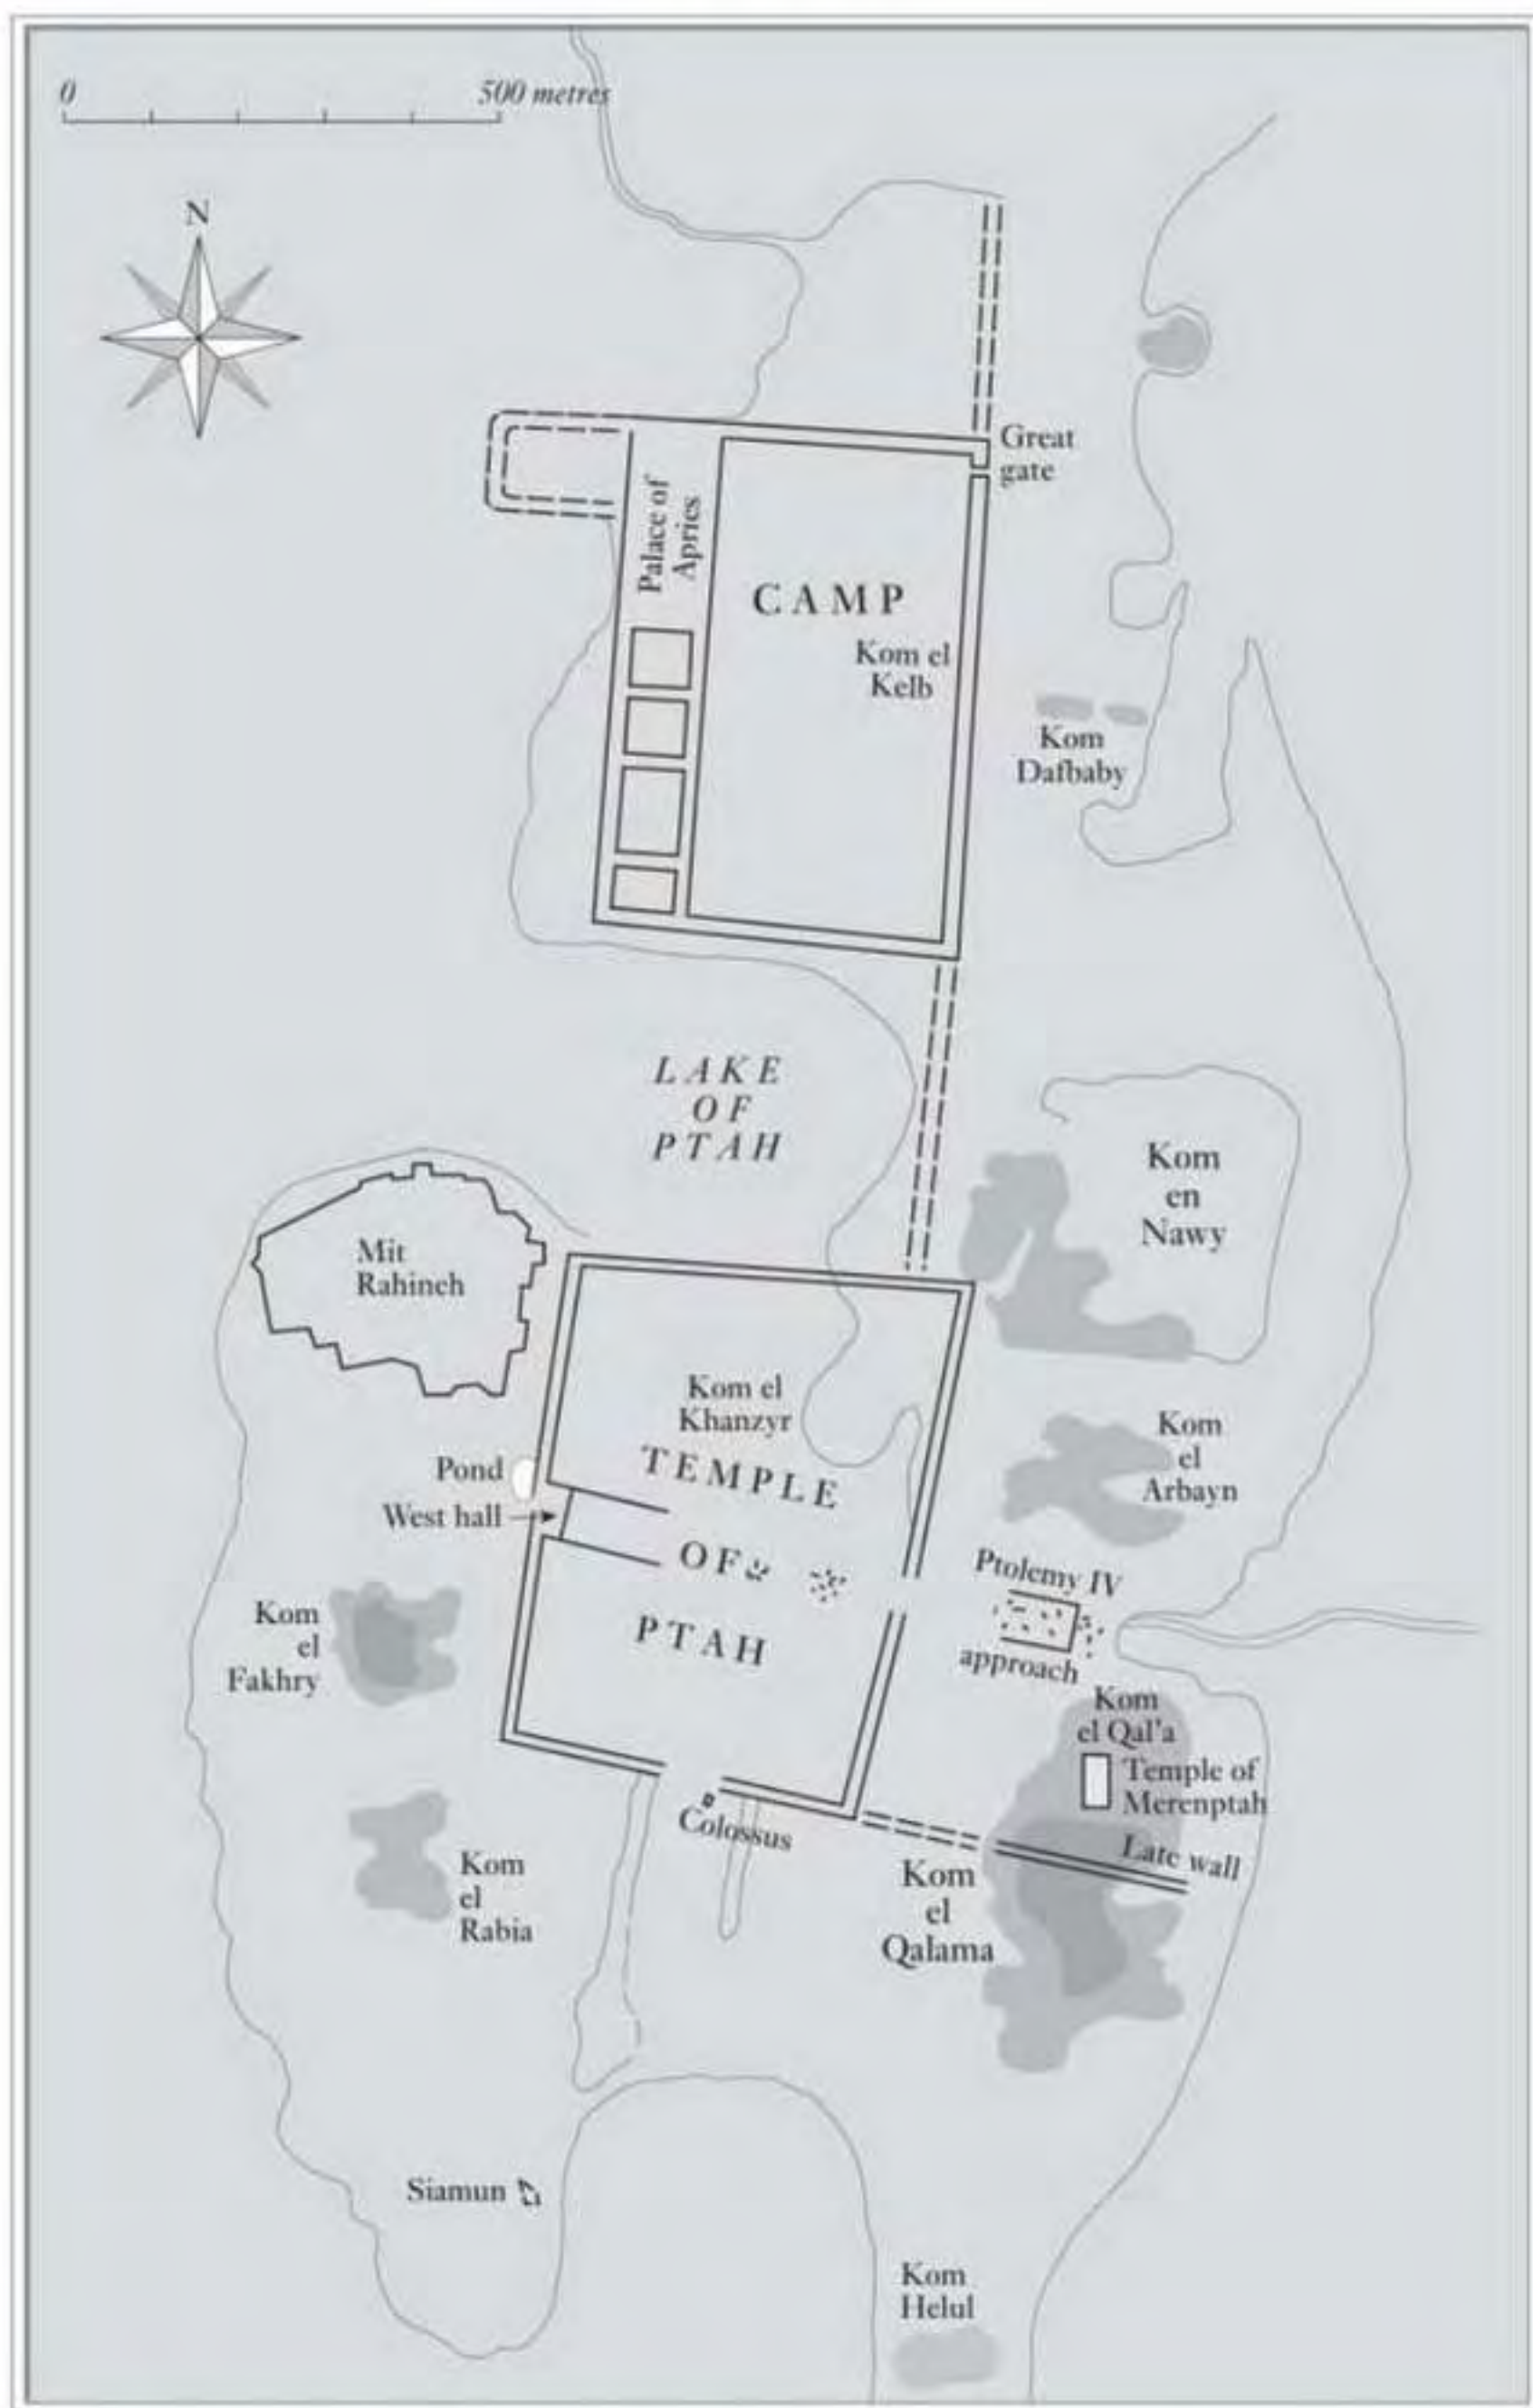 0 500 metres
N
Great
gate
Palace of
Apries
CAMP
Kom el
Kelb
Kom
Dafbaby
LAKE
OF
PTAH
Kom
en
Nawy
Mit
Rahineh
Kom el
Khanzyr
TEMPLE
OF
PTAH
Kom
el
Arbayn
Pond
West hall
Ptolemy IV
approach
Kom
el
Fakhry
Kom
el Qal'a
Temple of
Merenptah
Colossus
Late wall
Kom
el
Rabia
Kom
el
Qalama
Siamun
Kom
Helul